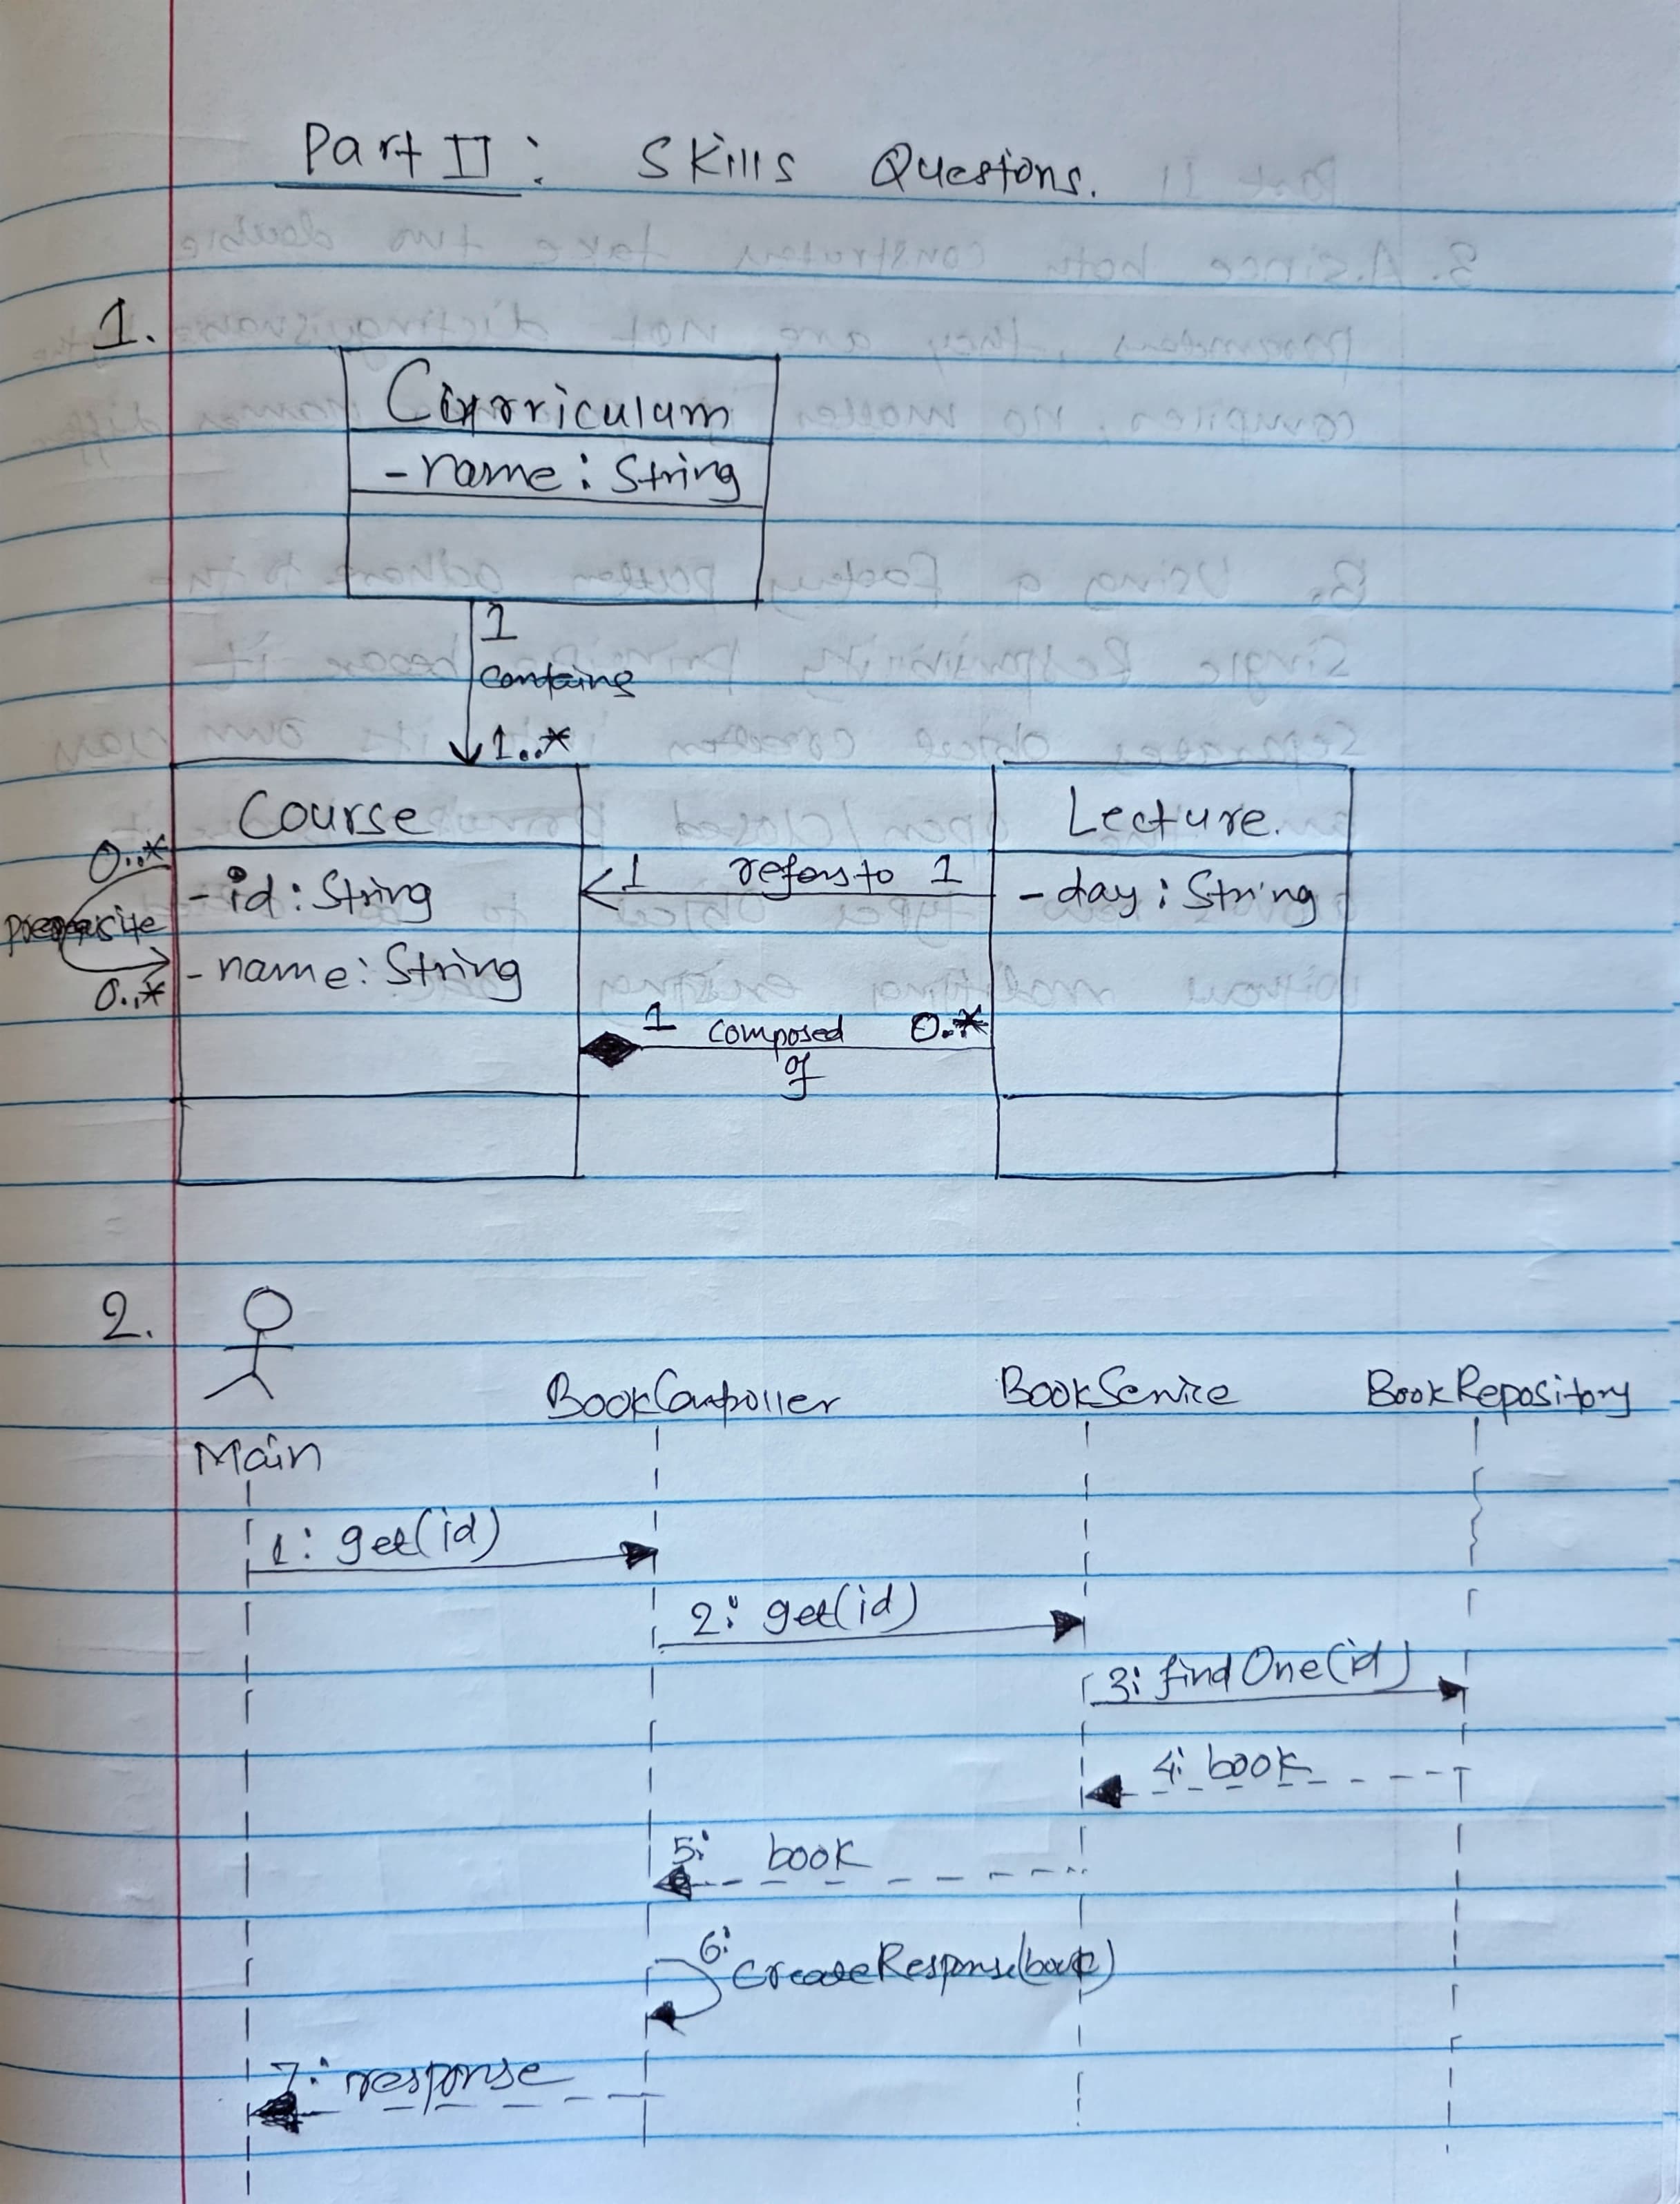 Part II: Skills Questions.
1.
Curriculum
- name: String
1
contains
1..*
Course
- id: String
- name: String
0..*
0..*
1 refers to 1
1 composed 0..*
of
Lecture.
- day: String
2.
Main
BookController
BookService
BookRepository
1: get(id)
2: get(id)
3: findOne(id)
4: book
5: book
6:
createResponse(book)
7: response